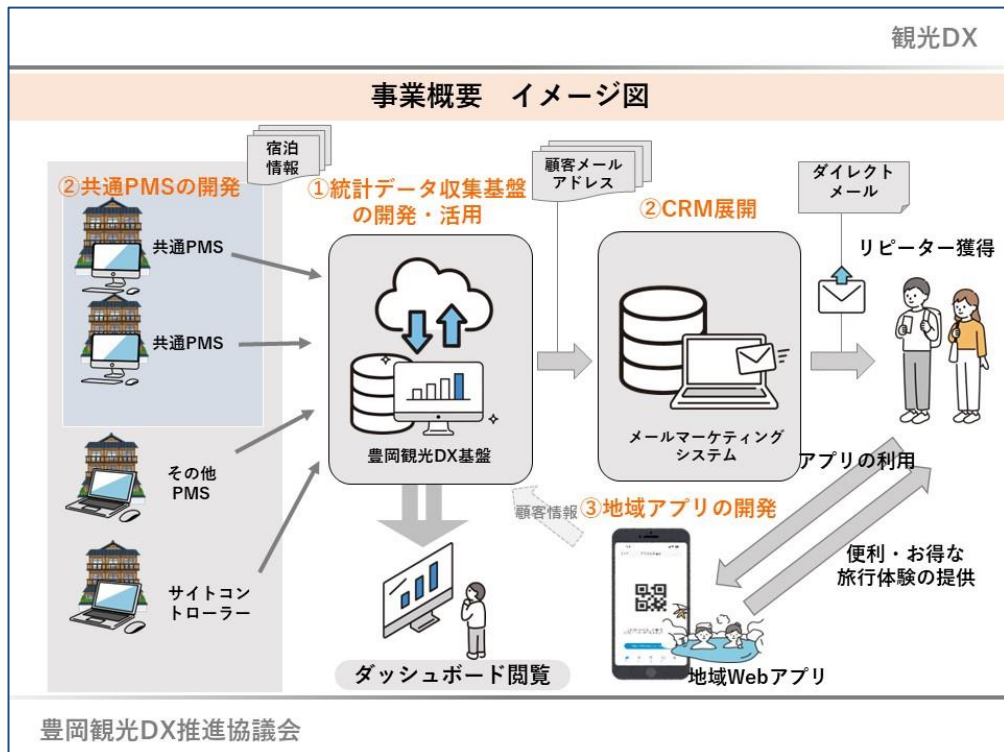 観光DX
事業概要　イメージ図
宿泊
情報
②共通PMSの開発
共通PMS
共通PMS
その他
PMS
サイトコン
トローラー
①統計データ収集基盤
の開発・活用
豊岡観光DX基盤
顧客メール
アドレス
②CRM展開
メールマーケティング
システム
ダイレクト
メール
リピーター獲得
アプリの利用
便利・お得な
旅行体験の提供
顧客情報
③地域アプリの開発
地域Webアプリ
ダッシュボード閲覧
豊岡観光DX推進協議会